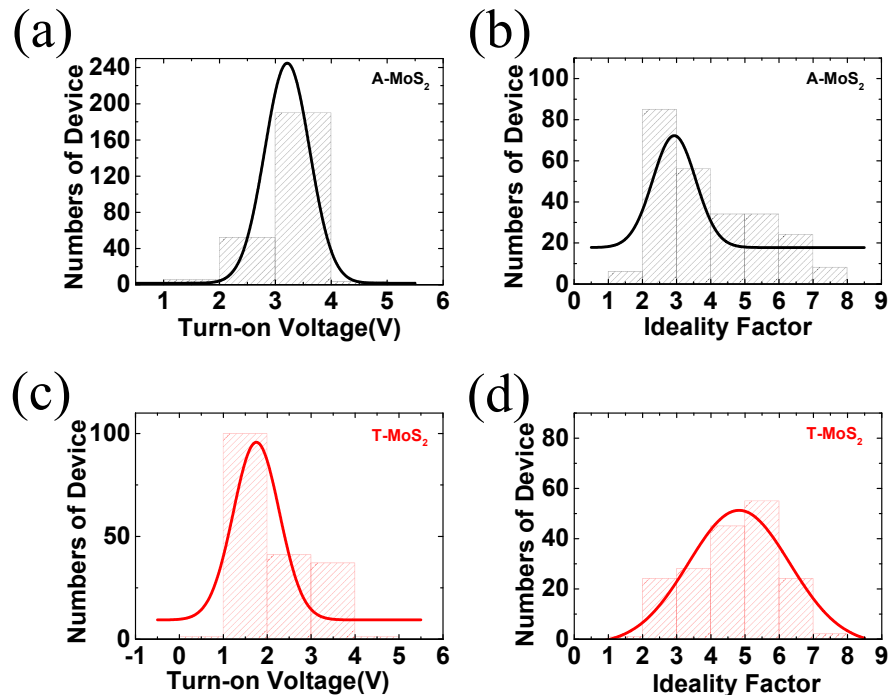 (a)
Numbers of Device
240
200
160
120
80
40
0
A-MoS₂
1 2 3 4 5 6
Turn-on Voltage(V)
(b)
Numbers of Device
100
80
60
40
20
0
A-MoS₂
0 1 2 3 4 5 6 7 8 9
Ideality Factor
(c)
Numbers of Device
100
50
0
T-MoS₂
-1 0 1 2 3 4 5 6
Turn-on Voltage(V)
(d)
Numbers of Device
80
60
40
20
0
T-MoS₂
0 1 2 3 4 5 6 7 8 9
Ideality Factor